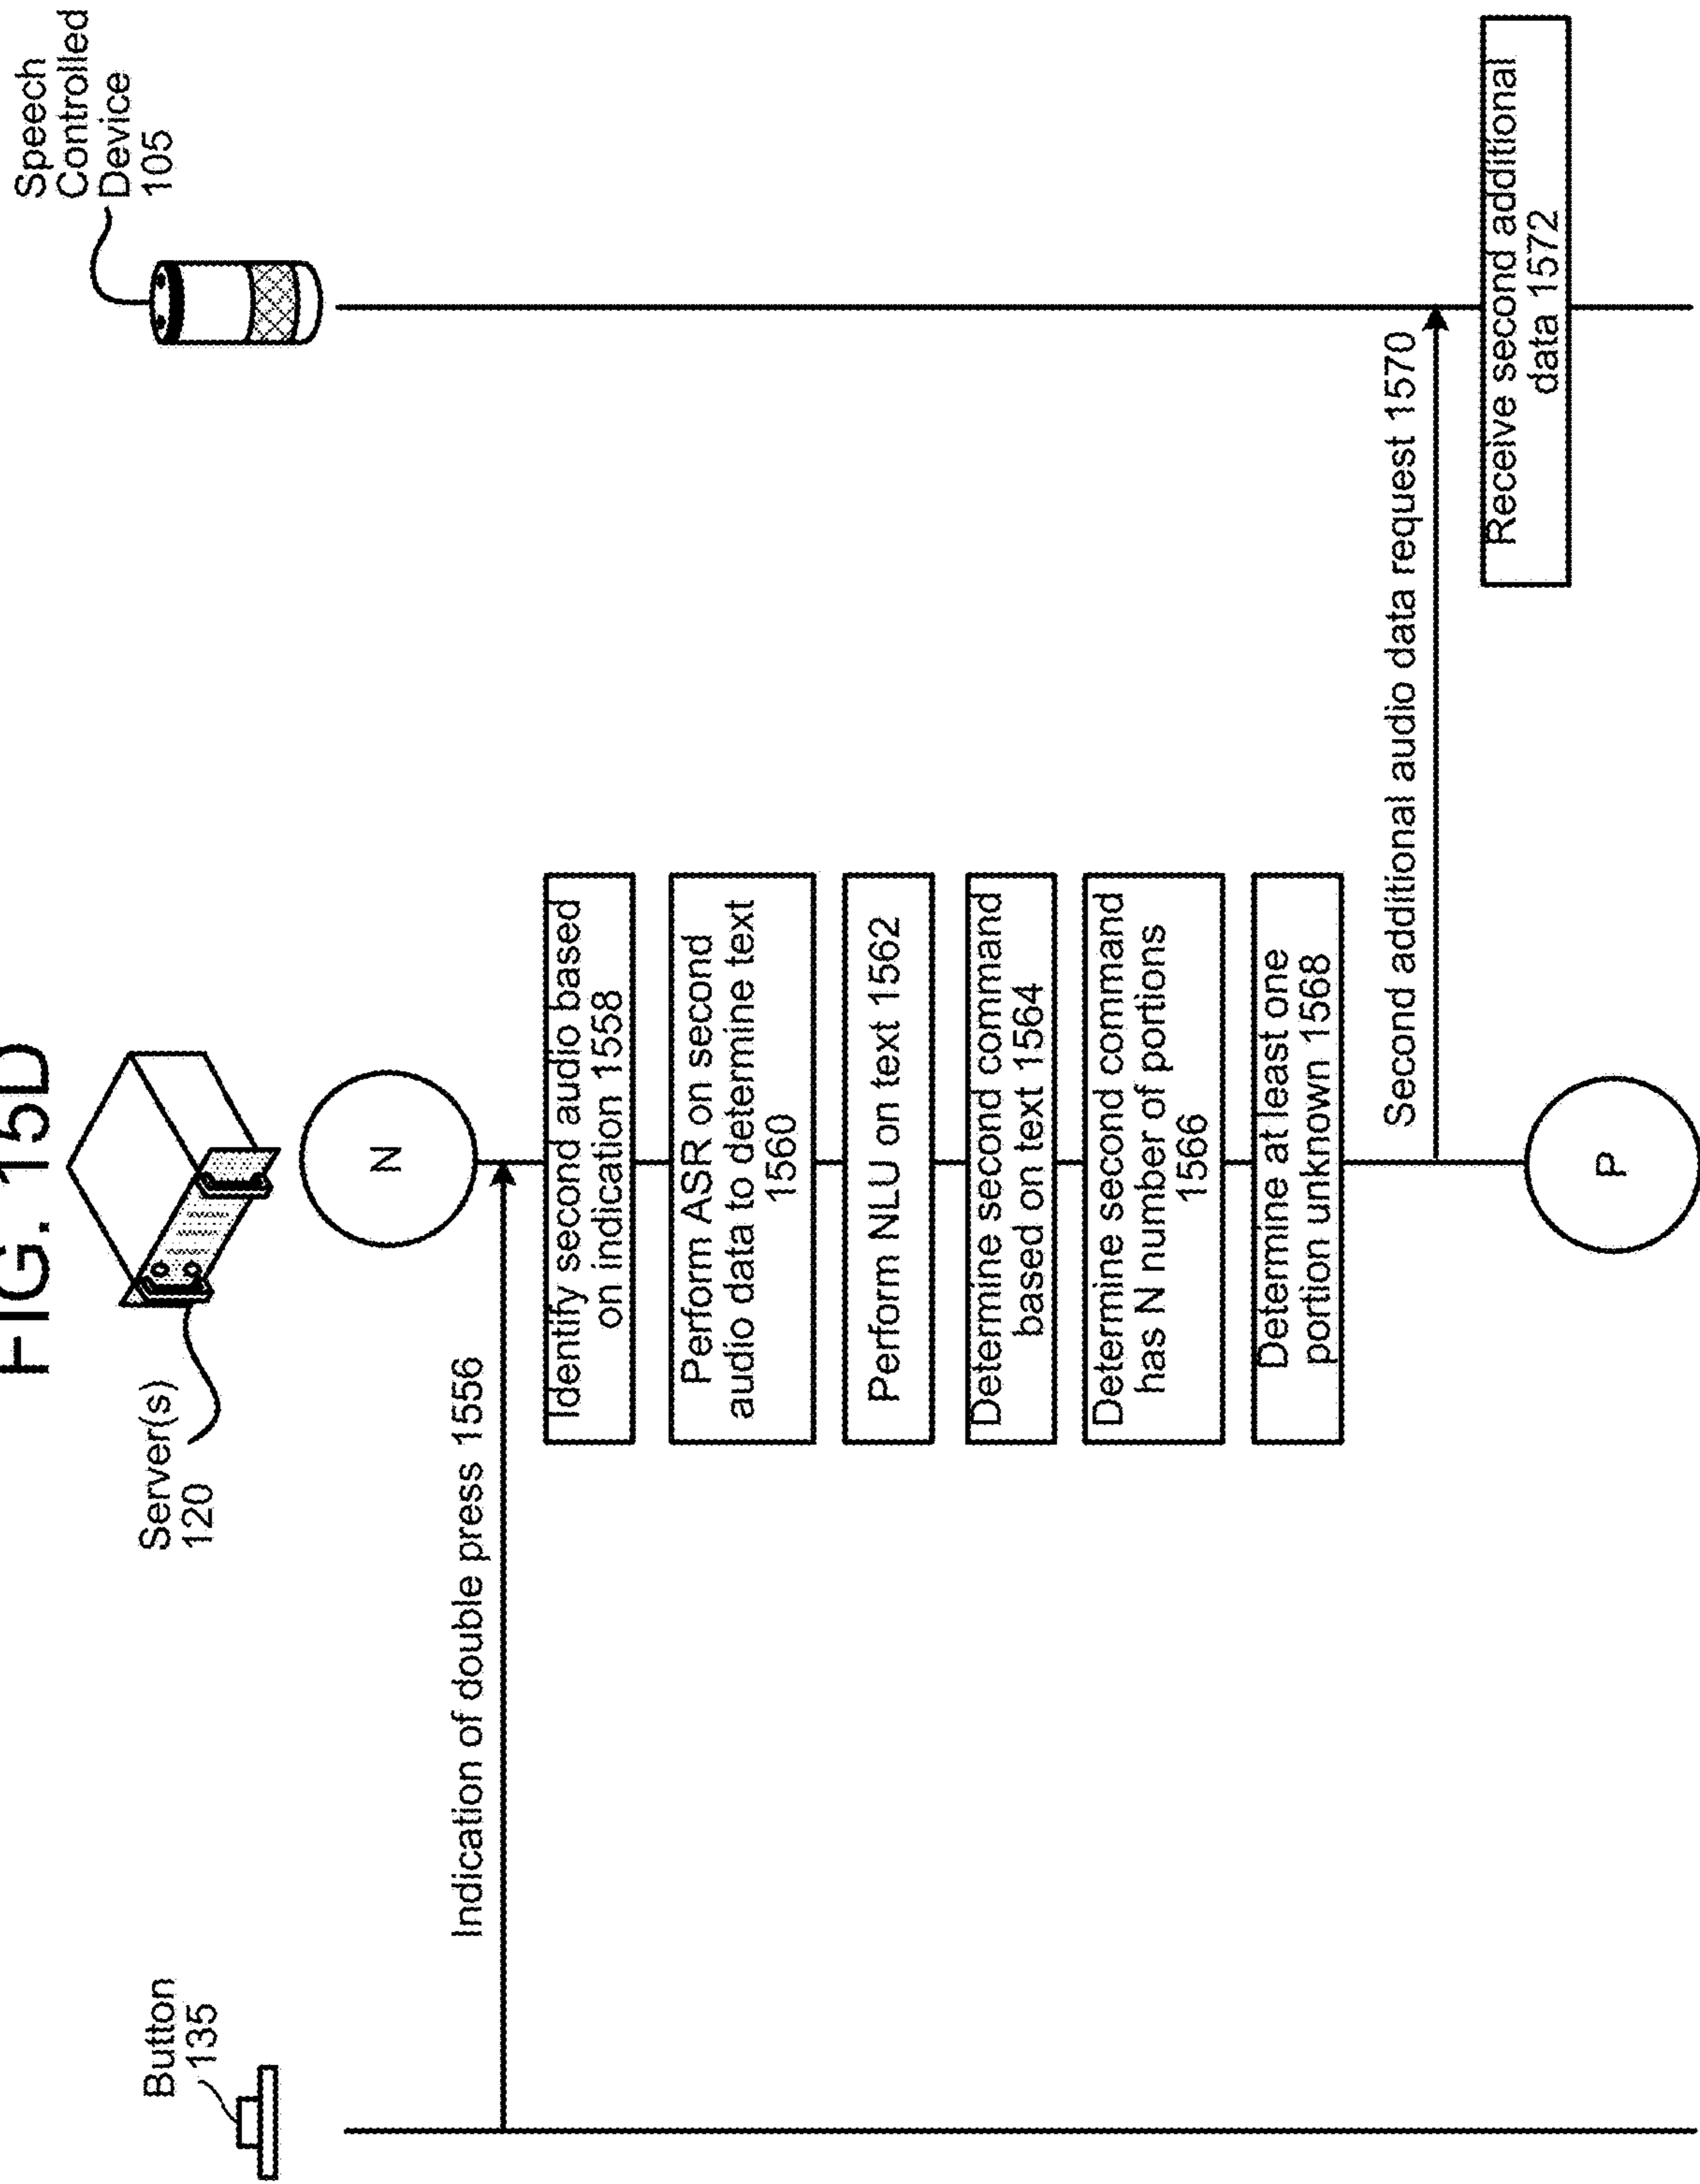 FIG. 15D
Button
135
Server(s)
120
Speech
Controlled
Device
105
N
Indication of double press 1556
Identify second audio based
on indication 1558
Perform ASR on second
audio data to determine text
1560
Perform NLU on text 1562
Determine second command
based on text 1564
Determine second command
has N number of portions
1566
Determine at least one
portion unknown 1568
Second additional audio data request 1570
Receive second additional
data 1572
P